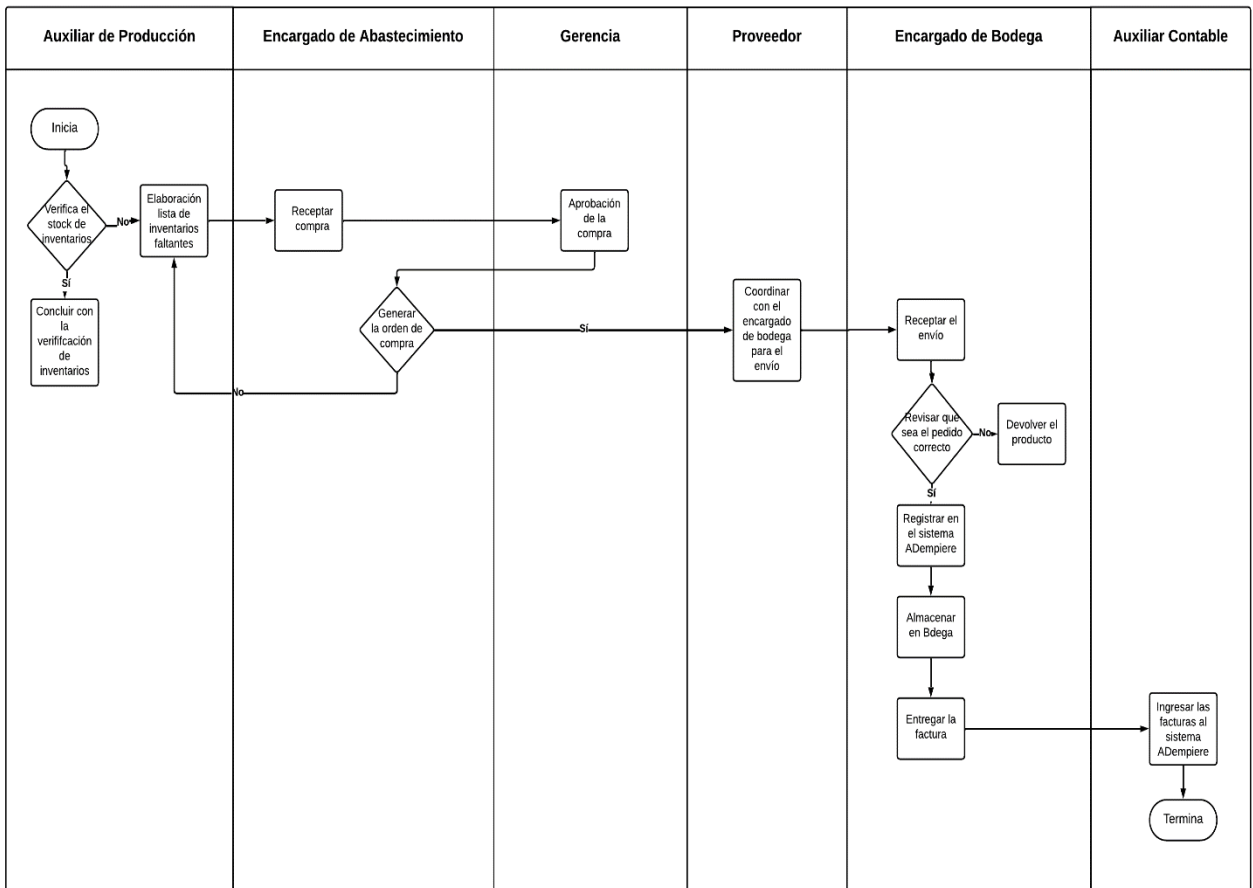 Auxiliar de Producción
Encargado de Abastecimiento
Gerencia
Proveedor
Encargado de Bodega
Auxiliar Contable
Inicia
Verifica el
stock de
inventarios
No
Elaboración
lista de
inventarios
faltantes
Sí
Concluir con
la
verififcación
de
inventarios
Receptar
compra
Aprobación
de la
compra
Generar
la orden de
compra
No
Sí
Coordinar
con el
encargado
de bodega
para el
envío
Receptar el
envío
Revisar que
sea el pedido
correcto
No
Devolver el
producto
Sí
Registrar en
el sistema
ADempiere
Almacenar
en Bdega
Entregar la
factura
Ingresar las
facturas al
sistema
ADempiere
Termina